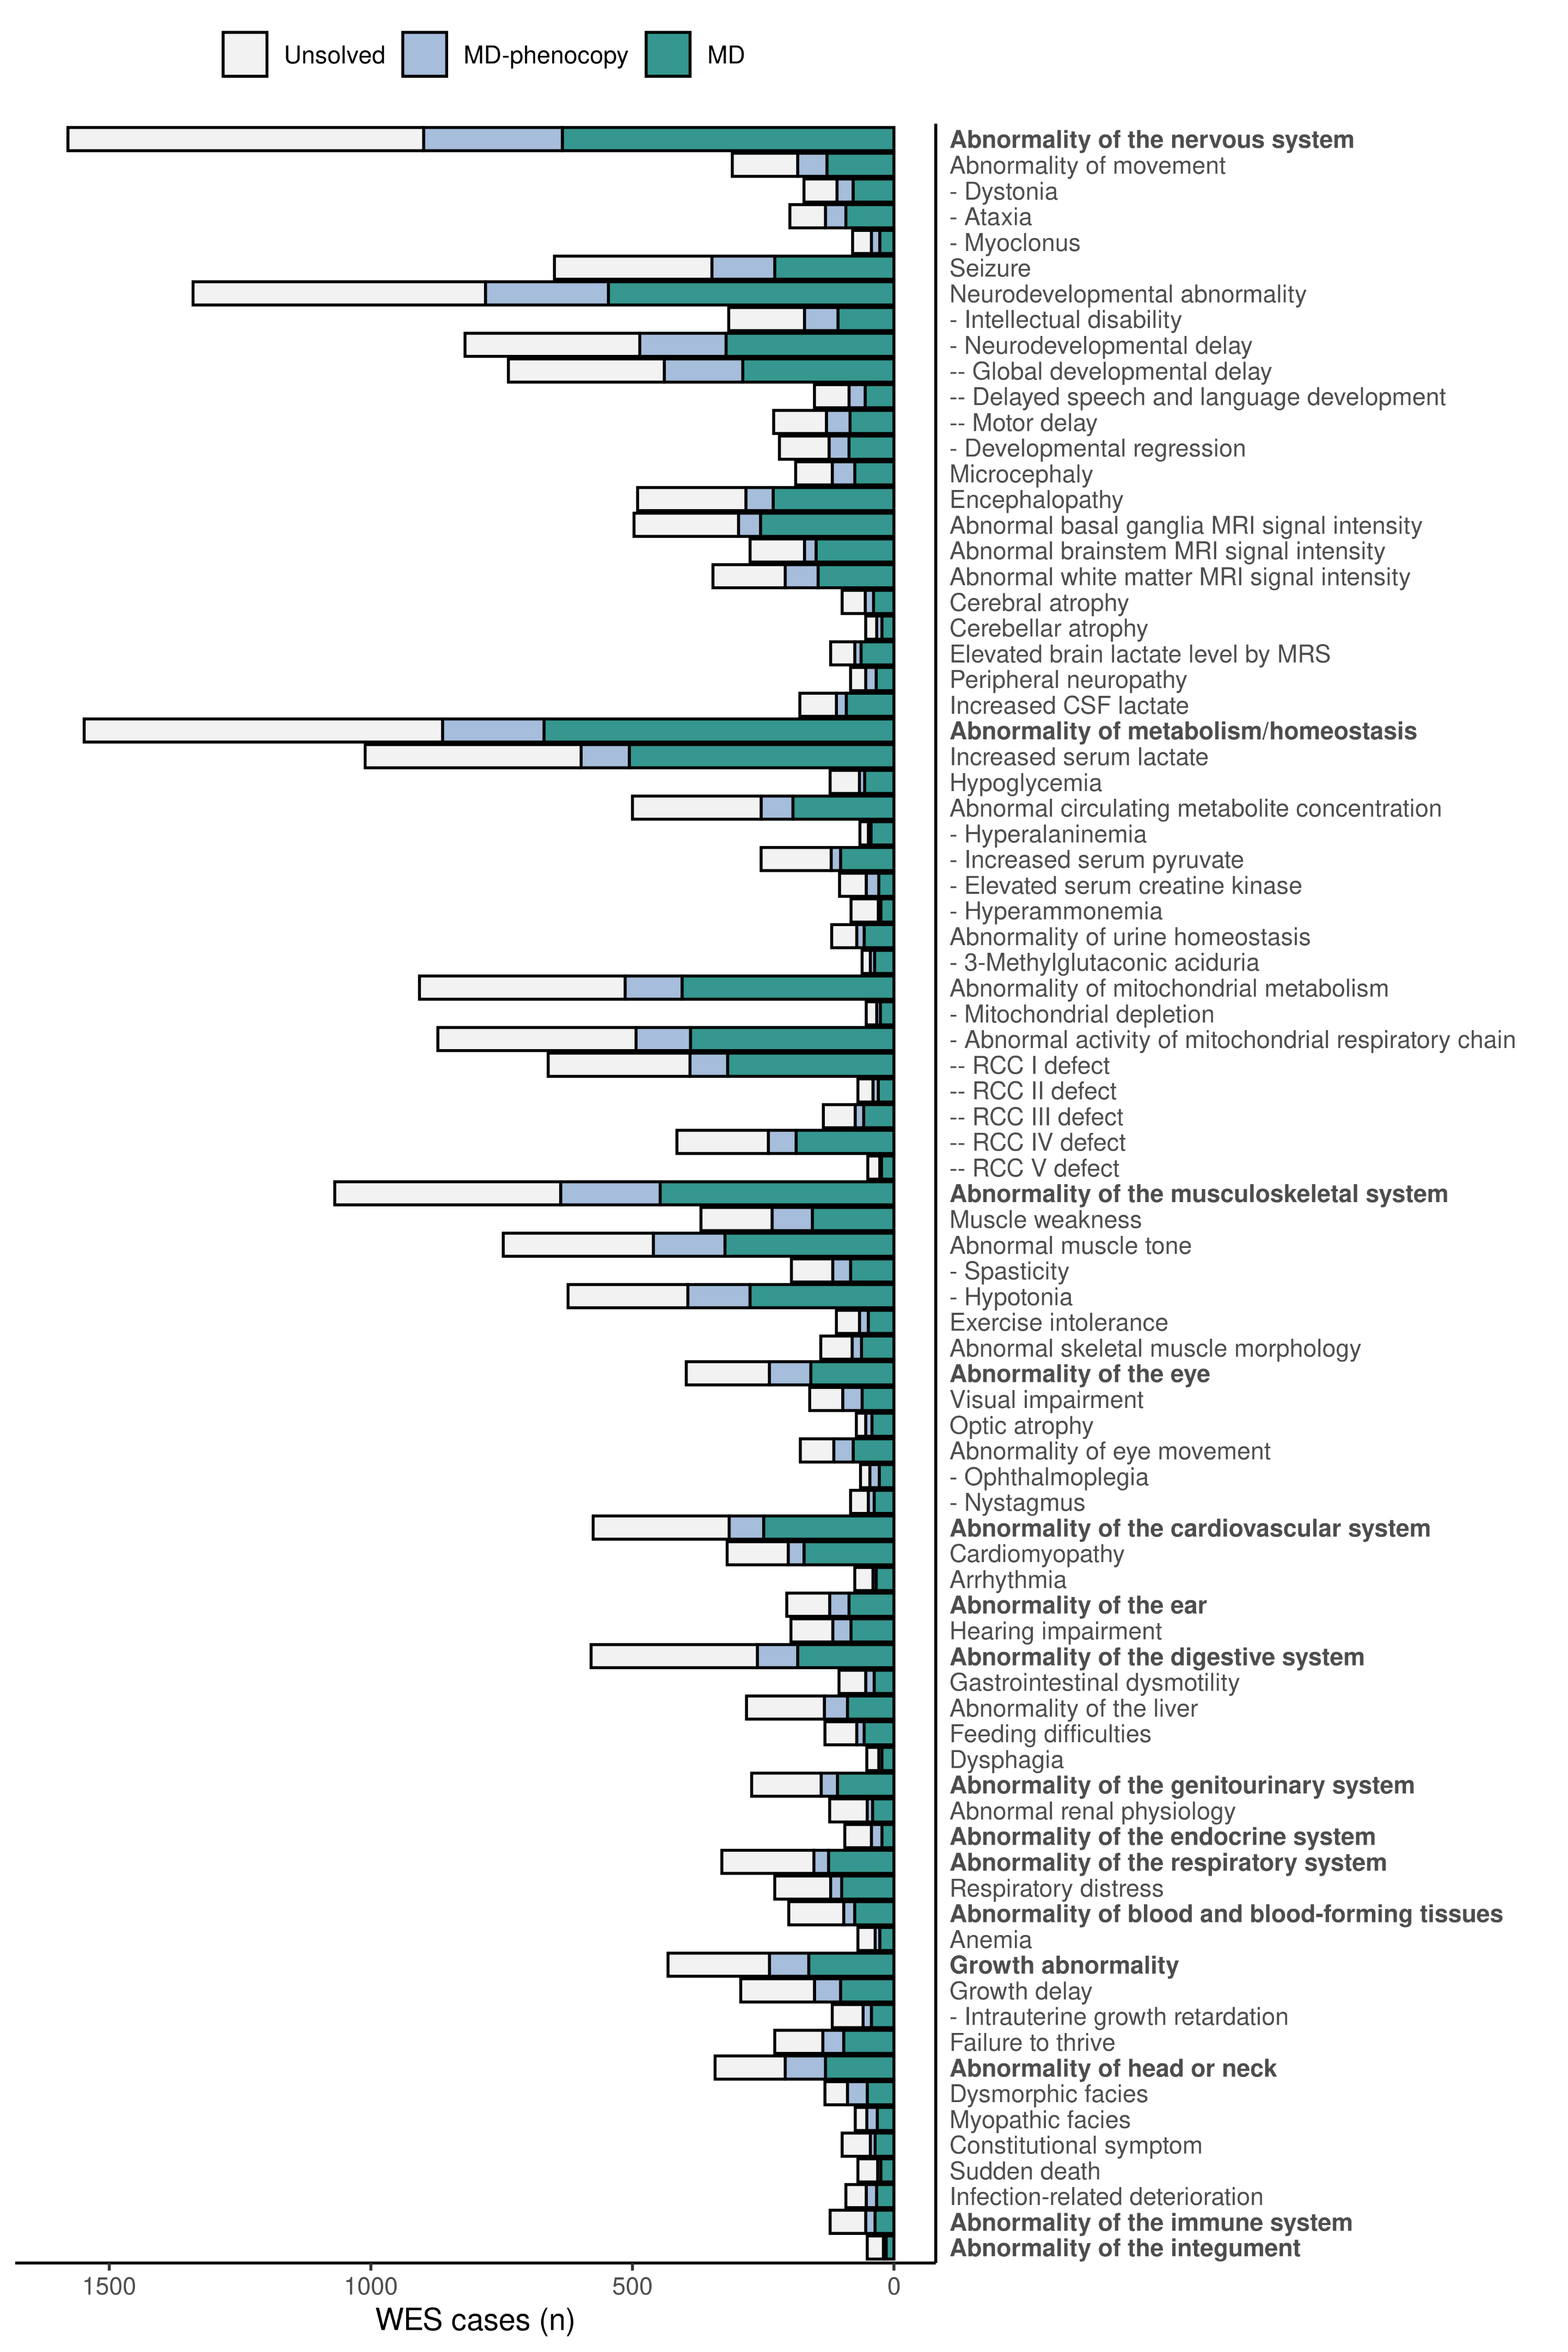 Unsolved MD-phenocopy MD
Abnormality of the nervous system
Abnormality of movement
- Dystonia
- Ataxia
- Myoclonus
Seizure
Neurodevelopmental abnormality
- Intellectual disability
- Neurodevelopmental delay
-- Global developmental delay
-- Delayed speech and language development
-- Motor delay
- Developmental regression
Microcephaly
Encephalopathy
Abnormal basal ganglia MRI signal intensity
Abnormal brainstem MRI signal intensity
Abnormal white matter MRI signal intensity
Cerebral atrophy
Cerebellar atrophy
Elevated brain lactate level by MRS
Peripheral neuropathy
Increased CSF lactate
Abnormality of metabolism/homeostasis
Increased serum lactate
Hypoglycemia
Abnormal circulating metabolite concentration
- Hyperalaninemia
- Increased serum pyruvate
- Elevated serum creatine kinase
- Hyperammonemia
Abnormality of urine homeostasis
- 3-Methylglutaconic aciduria
Abnormality of mitochondrial metabolism
- Mitochondrial depletion
- Abnormal activity of mitochondrial respiratory chain
-- RCC I defect
-- RCC II defect
-- RCC III defect
-- RCC IV defect
-- RCC V defect
Abnormality of the musculoskeletal system
Muscle weakness
Abnormal muscle tone
- Spasticity
- Hypotonia
Exercise intolerance
Abnormal skeletal muscle morphology
Abnormality of the eye
Visual impairment
Optic atrophy
Abnormality of eye movement
- Ophthalmoplegia
- Nystagmus
Abnormality of the cardiovascular system
Cardiomyopathy
Arrhythmia
Abnormality of the ear
Hearing impairment
Abnormality of the digestive system
Gastrointestinal dysmotility
Abnormality of the liver
Feeding difficulties
Dysphagia
Abnormality of the genitourinary system
Abnormal renal physiology
Abnormality of the endocrine system
Abnormality of the respiratory system
Respiratory distress
Abnormality of blood and blood-forming tissues
Anemia
Growth abnormality
Growth delay
- Intrauterine growth retardation
Failure to thrive
Abnormality of head or neck
Dysmorphic facies
Myopathic facies
Constitutional symptom
Sudden death
Infection-related deterioration
Abnormality of the immune system
Abnormality of the integument
1500 1000 500 0
WES cases (n)